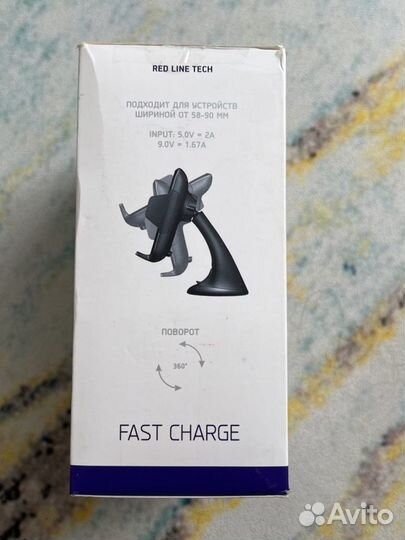 RED LINE TECH
ПОДХОДИТ ДЛЯ УСТРОЙСТВ
ШИРИНОЙ ОТ 58-90 ММ
INPUT: 5.0V = 2A
9.0V = 1.67A
ПОВОРОТ
360°
FAST CHARGE
Avito